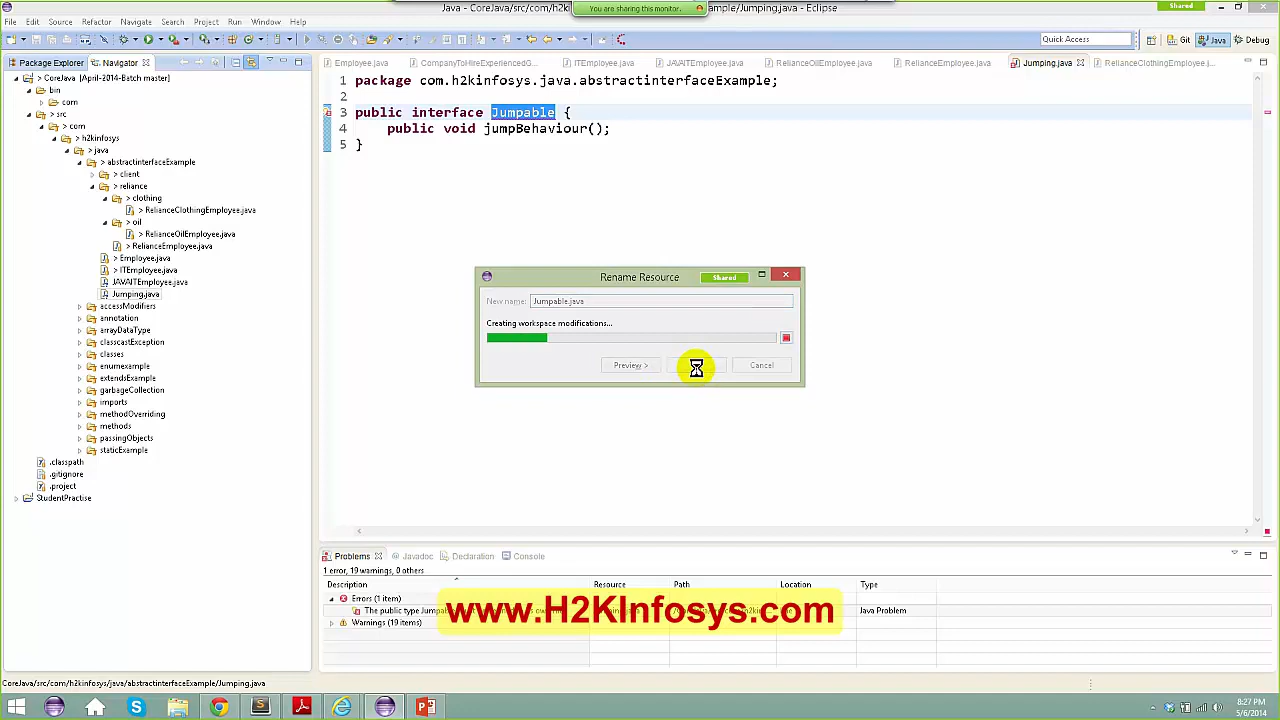 Java - CoreJava/src/com/h2
You are sharing this monitor.
ample/Jumping.java - Eclipse
Shared
File Edit Source Refactor Navigate Search Project Run Window Help
Quick Access
Git
Java
Debug
Package Explorer
Navigator
> CoreJava [April-2014-Batch master]
> bin
> com
> src
> com
> h2kinfosys
> java
> abstractinterfaceExample
> client
> reliance
> clothing
> RelianceClothingEmployee.java
> oil
> RelianceOilEmployee.java
> RelianceEmployee.java
> Employee.java
> ITEmployee.java
JAVAITEmployee.java
Jumping.java
accessModifiers
annotation
arrayDataType
classcastException
classes
enumexample
extendsExample
garbageCollection
imports
methodOverriding
methods
passingObjects
staticExample
.classpath
.gitignore
.project
StudentPractise
Employee.java CompanyToHireExperiencedG... ITEmployee.java JAVAITEmployee.java RelianceOilEmployee.java RelianceEmployee.java Jumping.java RelianceClothingEmployee.j...
1 package com.h2kinfosys.java.abstractinterfaceExample;
2
3 public interface Jumpable {
4 public void jumpBehaviour();
5 }
Rename Resource
Shared
New name: Jumpable.java
Creating workspace modifications...
Preview >
Cancel
Problems Javadoc Declaration Console
1 error, 19 warnings, 0 others
Description Resource Path Location Type
Errors (1 item)
The public type Jumpab
Java Problem
Warnings (19 items)
www.H2KInfosys.com
CoreJava/src/com/h2kinfosys/java/abstractinterfaceExample/Jumping.java
8:27 PM
5/6/2014